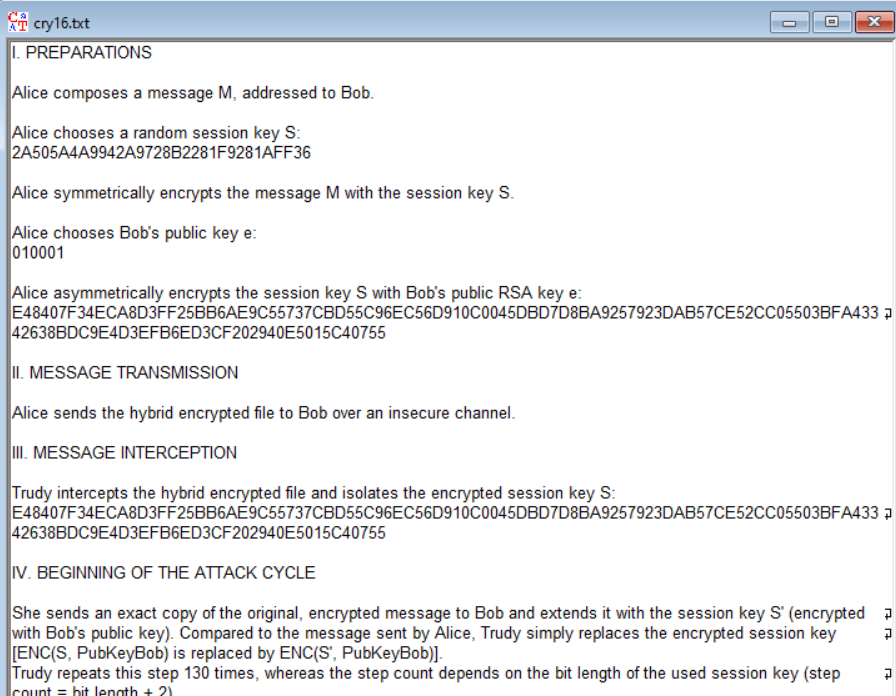 cry16.txt
I. PREPARATIONS
Alice composes a message M, addressed to Bob.
Alice chooses a random session key S:
2A505A4A9942A9728B2281F9281AFF36
Alice symmetrically encrypts the message M with the session key S.
Alice chooses Bob's public key e:
010001
Alice asymmetrically encrypts the session key S with Bob's public RSA key e:
E48407F34ECA8D3FF25BB6AE9C55737CBD55C96EC56D910C0045DBD7D8BA9257923DAB57CE52CC05503BFA433
42638BDC9E4D3EFB6ED3CF202940E5015C40755
II. MESSAGE TRANSMISSION
Alice sends the hybrid encrypted file to Bob over an insecure channel.
III. MESSAGE INTERCEPTION
Trudy intercepts the hybrid encrypted file and isolates the encrypted session key S:
E48407F34ECA8D3FF25BB6AE9C55737CBD55C96EC56D910C0045DBD7D8BA9257923DAB57CE52CC05503BFA433
42638BDC9E4D3EFB6ED3CF202940E5015C40755
IV. BEGINNING OF THE ATTACK CYCLE
She sends an exact copy of the original, encrypted message to Bob and extends it with the session key S' (encrypted
with Bob's public key). Compared to the message sent by Alice, Trudy simply replaces the encrypted session key
[ENC(S, PubKeyBob) is replaced by ENC(S', PubKeyBob)].
Trudy repeats this step 130 times, whereas the step count depends on the bit length of the used session key (step
count = bit length + 2)